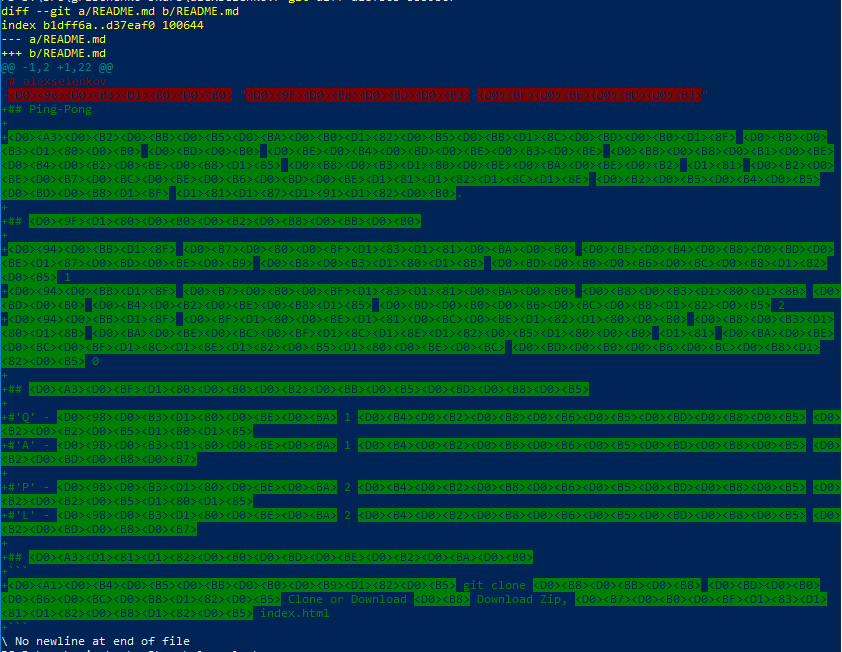 diff --git a/README.md b/README.md
index b1dff6a..d37eaf0 100644
--- a/README.md
+++ b/README.md
@@ -1,2 +1,22 @@
# alexselenkov
-<D0><98><D0><B3><D1><80><D0><B0> "<D0><9F><D0><B8><D0><BD><D0><B3>-<D0><BF><D0><BE><D0><BD><D0><B3>"
+## Ping-Pong
+
+<D0><A3><D0><B2><D0><BB><D0><B5><D0><BA><D0><B0><D1><82><D0><B5><D0><BB><D1><8C><D0><BD><D0><B0><D1><8F> <D0><B8><D0>
<B3><D1><80><D0><B0> <D0><BD><D0><B0> <D0><BE><D0><B4><D0><BD><D0><BE><D0><B3><D0><BE> <D0><BB><D0><B8><D0><B1><D0><BE>
<D0><B4><D0><B2><D0><BE><D0><B8><D1><85> <D0><B8><D0><B3><D1><80><D0><BE><D0><BA><D0><BE><D0><B2> <D1><81> <D0><B2><D0>
<BE><D0><B7><D0><BC><D0><BE><D0><B6><D0><BD><D0><BE><D1><81><D1><82><D1><8C><D1><8E> <D0><B2><D0><B5><D0><B4><D0><B5>
<D0><BD><D0><B8><D1><8F> <D1><81><D1><87><D1><91><D1><82><D0><B0>.
+
+## <D0><9F><D1><80><D0><B0><D0><B2><D0><B8><D0><BB><D0><B0>
+
+<D0><94><D0><BB><D1><8F> <D0><B7><D0><B0><D0><BF><D1><83><D1><81><D0><BA><D0><B0> <D0><BE><D0><B4><D0><B8><D0><BD><D0>
<BE><D1><87><D0><BD><D0><BE><D0><B9> <D0><B8><D0><B3><D1><80><D1><8B> <D0><BD><D0><B0><D0><B6><D0><BC><D0><B8><D1><82>
<D0><B5> 1
+<D0><94><D0><BB><D1><8F> <D0><B7><D0><B0><D0><BF><D1><83><D1><81><D0><BA><D0><B0> <D0><B8><D0><B3><D1><80><D1><8B> <D0>
<BD><D0><B0> <D0><B4><D0><B2><D0><BE><D0><B8><D1><85> <D0><BD><D0><B0><D0><B6><D0><BC><D0><B8><D1><82><D0><B5> 2
+<D0><94><D0><BB><D1><8F> <D0><BF><D1><80><D0><BE><D1><81><D0><BC><D0><BE><D1><82><D1><80><D0><B0> <D0><B8><D0><B3><D1>
<80><D1><8B> <D0><BA><D0><BE><D0><BC><D0><BF><D1><8C><D1><8E><D1><82><D0><B5><D1><80><D0><B0> <D1><81> <D0><BA><D0><BE>
<D0><BC><D0><BF><D1><8C><D1><8E><D1><82><D0><B5><D1><80><D0><BE><D0><BC> <D0><BD><D0><B0><D0><B6><D0><BC><D0><B8><D1>
<82><D0><B5> 0
+
+## <D0><A3><D0><BF><D1><80><D0><B0><D0><B2><D0><BB><D0><B5><D0><BD><D0><B8><D0><B5>
+
+#'Q' - <D0><98><D0><B3><D1><80><D0><BE><D0><BA> 1 <D0><B4><D0><B2><D0><B8><D0><B6><D0><B5><D0><BD><D0><B8><D0><B5> <D0>
<B2><D0><B2><D0><B5><D1><80><D1><85>
+#'A' - <D0><98><D0><B3><D1><80><D0><BE><D0><BA> 1 <D0><B4><D0><B2><D0><B8><D0><B6><D0><B5><D0><BD><D0><B8><D0><B5> <D0>
<B2><D0><BD><D0><B8><D0><B7>
+
+#'P' - <D0><98><D0><B3><D1><80><D0><BE><D0><BA> 2 <D0><B4><D0><B2><D0><B8><D0><B6><D0><B5><D0><BD><D0><B8><D0><B5> <D0>
<B2><D0><B2><D0><B5><D1><80><D1><85>
+#'L' - <D0><98><D0><B3><D1><80><D0><BE><D0><BA> 2 <D0><B4><D0><B2><D0><B8><D0><B6><D0><B5><D0><BD><D0><B8><D0><B5> <D0>
<B2><D0><BD><D0><B8><D0><B7>
+
+## <D0><A3><D1><81><D1><82><D0><B0><D0><BD><D0><BE><D0><B2><D0><BA><D0><B0>
+```
+<D0><A1><D0><B4><D0><B5><D0><BB><D0><B0><D0><B9><D1><82><D0><B5> git clone <D0><B8><D0><BB><D0><B8> <D0><BD><D0><B0>
<D0><B6><D0><BC><D0><B8><D1><82><D0><B5> Clone or Download <D0><B8> Download Zip, <D0><B7><D0><B0><D0><BF><D1><83><D1>
<81><D1><82><D0><B8><D1><82><D0><B5> index.html
+```
\ No newline at end of file